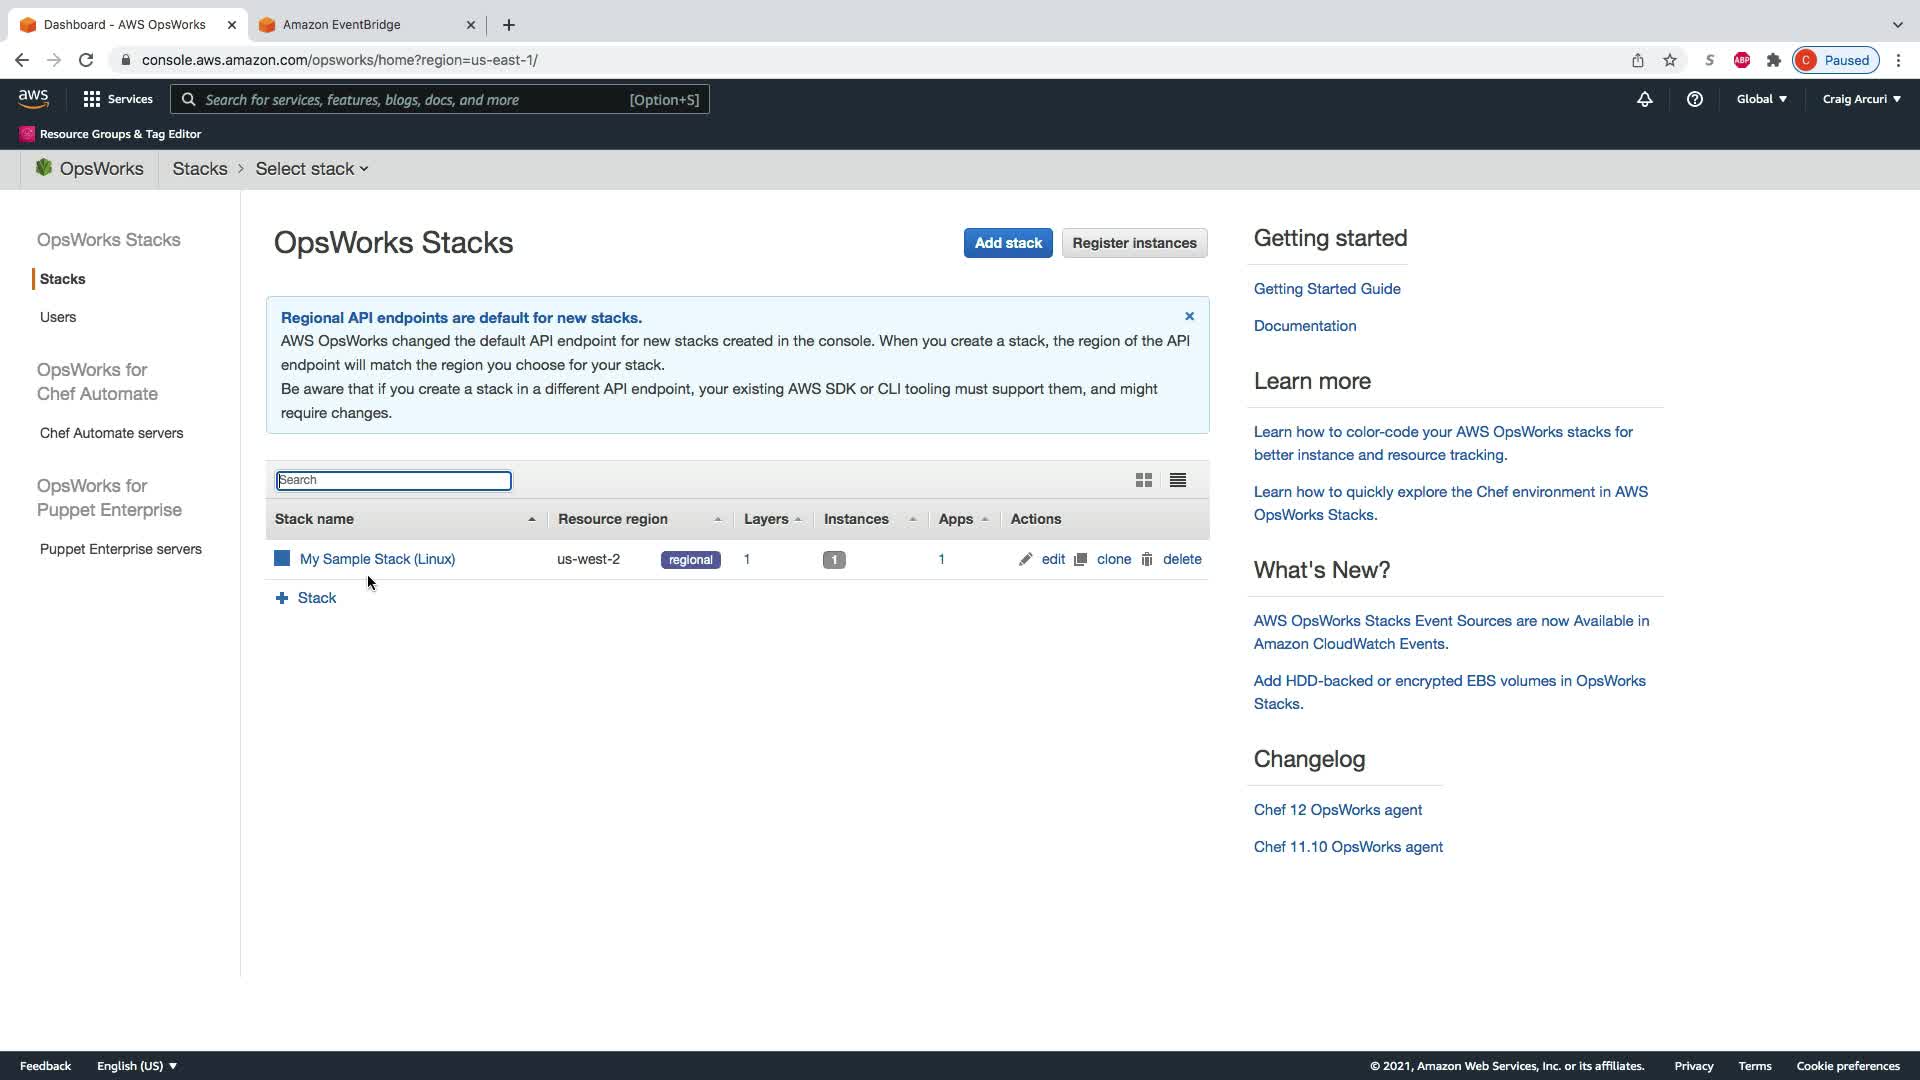 Dashboard - AWS OpsWorks
Amazon EventBridge
console.aws.amazon.com/opsworks/home?region=us-east-1/
S
ABP
C
Paused
aws
Services
Search for services, features, blogs, docs, and more
[Option+S]
Global
Craig Arcuri
Resource Groups & Tag Editor
OpsWorks
Stacks > Select stack
OpsWorks Stacks
Stacks
Users
OpsWorks for
Chef Automate
Chef Automate servers
OpsWorks for
Puppet Enterprise
Puppet Enterprise servers
OpsWorks Stacks
Add stack
Register instances
Regional API endpoints are default for new stacks.
AWS OpsWorks changed the default API endpoint for new stacks created in the console. When you create a stack, the region of the API
endpoint will match the region you choose for your stack.
Be aware that if you create a stack in a different API endpoint, your existing AWS SDK or CLI tooling must support them, and might
require changes.
Search
Stack name Resource region Layers Instances Apps Actions
My Sample Stack (Linux) us-west-2 regional 1 1 1 edit clone delete
Stack
Getting started
Getting Started Guide
Documentation
Learn more
Learn how to color-code your AWS OpsWorks stacks for
better instance and resource tracking.
Learn how to quickly explore the Chef environment in AWS
OpsWorks Stacks.
What's New?
AWS OpsWorks Stacks Event Sources are now Available in
Amazon CloudWatch Events.
Add HDD-backed or encrypted EBS volumes in OpsWorks
Stacks.
Changelog
Chef 12 OpsWorks agent
Chef 11.10 OpsWorks agent
Feedback
English (US)
© 2021, Amazon Web Services, Inc. or its affiliates.
Privacy
Terms
Cookie preferences